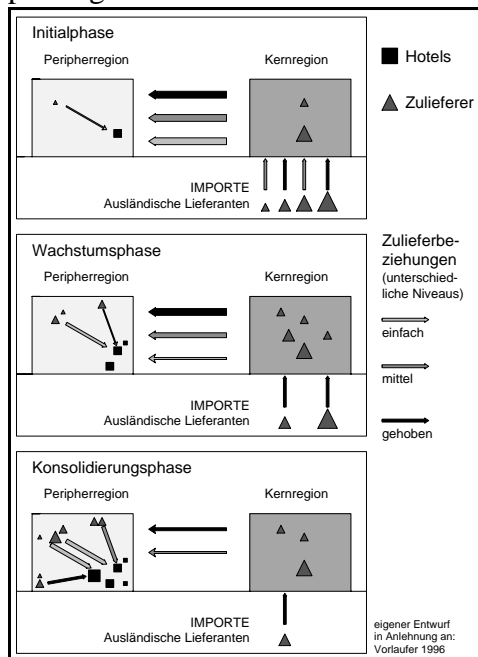 Initialphase
Peripherregion
Kernregion
IMPORTE
Ausländische Lieferanten
Wachstumsphase
Peripherregion
Kernregion
IMPORTE
Ausländische Lieferanten
Konsolidierungsphase
Peripherregion
Kernregion
IMPORTE
Ausländische Lieferanten
Hotels
Zulieferer
Zulieferbe-
ziehungen
(unterschied-
liche Niveaus)
einfach
mittel
gehoben
eigener Entwurf
in Anlehnung an:
Vorlaufer 1996